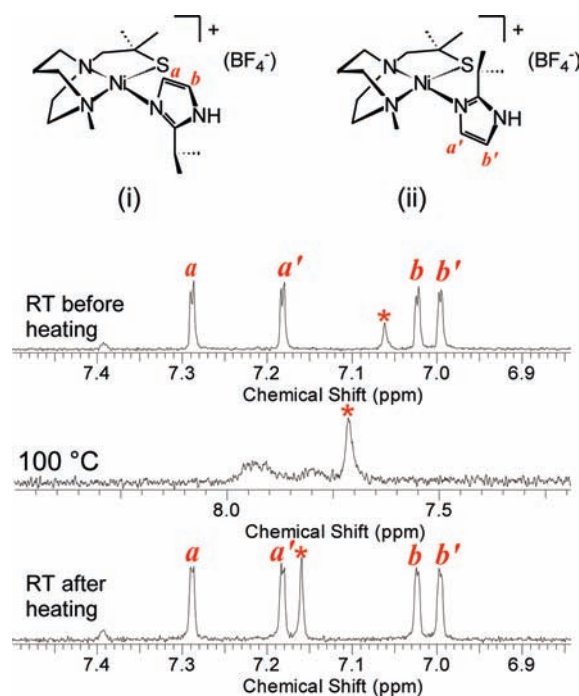 ]+ (BF4−) ]+ (BF4−)
N Ni S a b N Ni S
N CH3 N NH N N NH
a' b'
(i) (ii)
a a' b b'
RT before
heating
*
7.4 7.3 7.2 7.1 7.0 6.9
Chemical Shift (ppm)
*
100 °C
8.0 7.5
Chemical Shift (ppm)
a a' * b b'
RT after
heating
7.4 7.3 7.2 7.1 7.0 6.9
Chemical Shift (ppm)